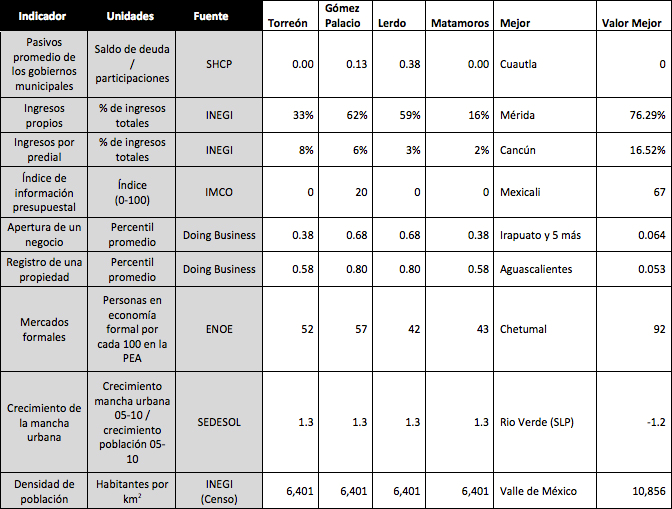 Indicador Unidades Fuente Torreón Gómez Palacio Lerdo Matamoros Mejor Valor Mejor
Pasivos promedio de los gobiernos municipales Saldo de deuda / participaciones SHCP 0.00 0.13 0.38 0.00 Cuautla 0
Ingresos propios % de ingresos totales INEGI 33% 62% 59% 16% Mérida 76.29%
Ingresos por predial % de ingresos totales INEGI 8% 6% 3% 2% Cancún 16.52%
Índice de información presupuestal Índice (0-100) IMCO 0 20 0 0 Mexicali 67
Apertura de un negocio Percentil promedio Doing Business 0.38 0.68 0.68 0.38 Irapuato y 5 más 0.064
Registro de una propiedad Percentil promedio Doing Business 0.58 0.80 0.80 0.58 Aguascalientes 0.053
Mercados formales Personas en economía formal por cada 100 en la PEA ENOE 52 57 42 43 Chetumal 92
Crecimiento de la mancha urbana Crecimiento mancha urbana 05-10 / crecimiento población 05-10 SEDESOL 1.3 1.3 1.3 1.3 Rio Verde (SLP) -1.2
Densidad de población Habitantes por km² INEGI (Censo) 6,401 6,401 6,401 6,401 Valle de México 10,856